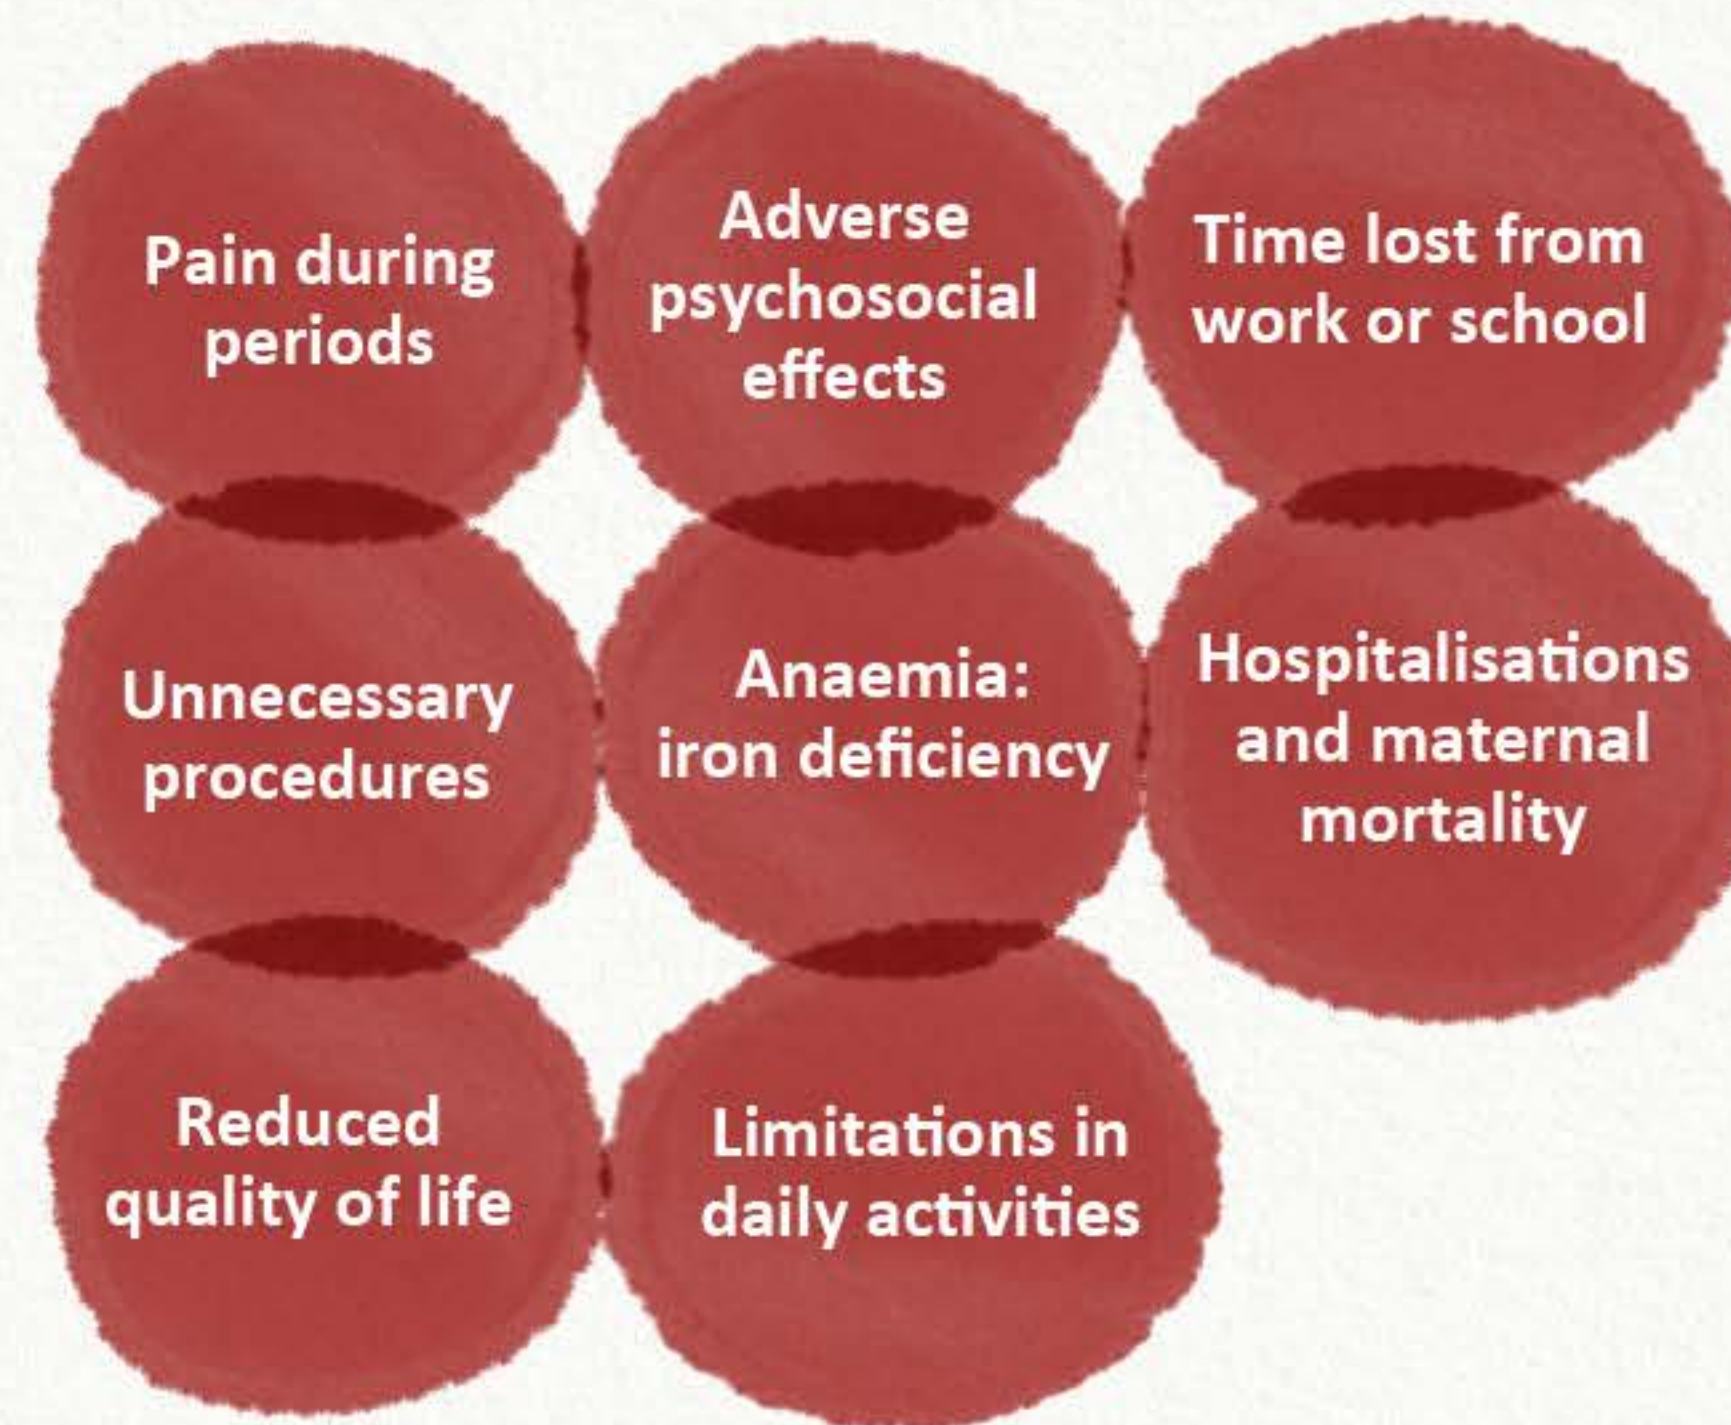 Pain during
periods
Adverse
psychosocial
effects
Time lost from
work or school
Unnecessary
procedures
Anaemia:
iron deficiency
Hospitalisations
and maternal
mortality
Reduced
quality of life
Limitations in
daily activities